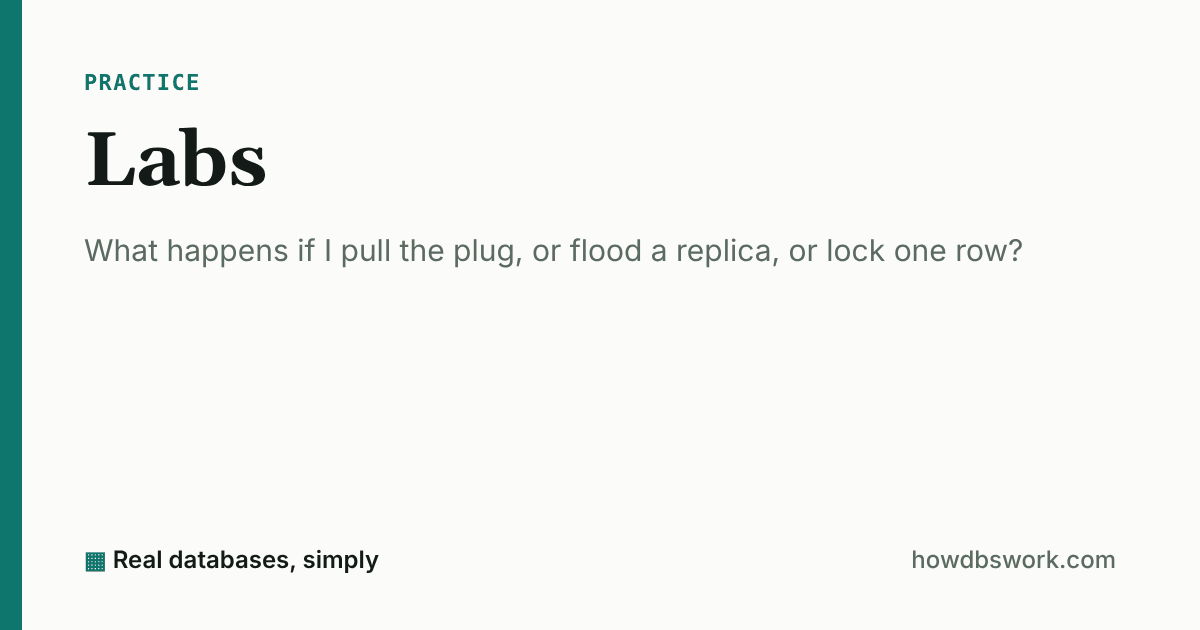 PRACTICE
Labs
What happens if I pull the plug, or flood a replica, or lock one row?
Real databases, simply
howdbswork.com